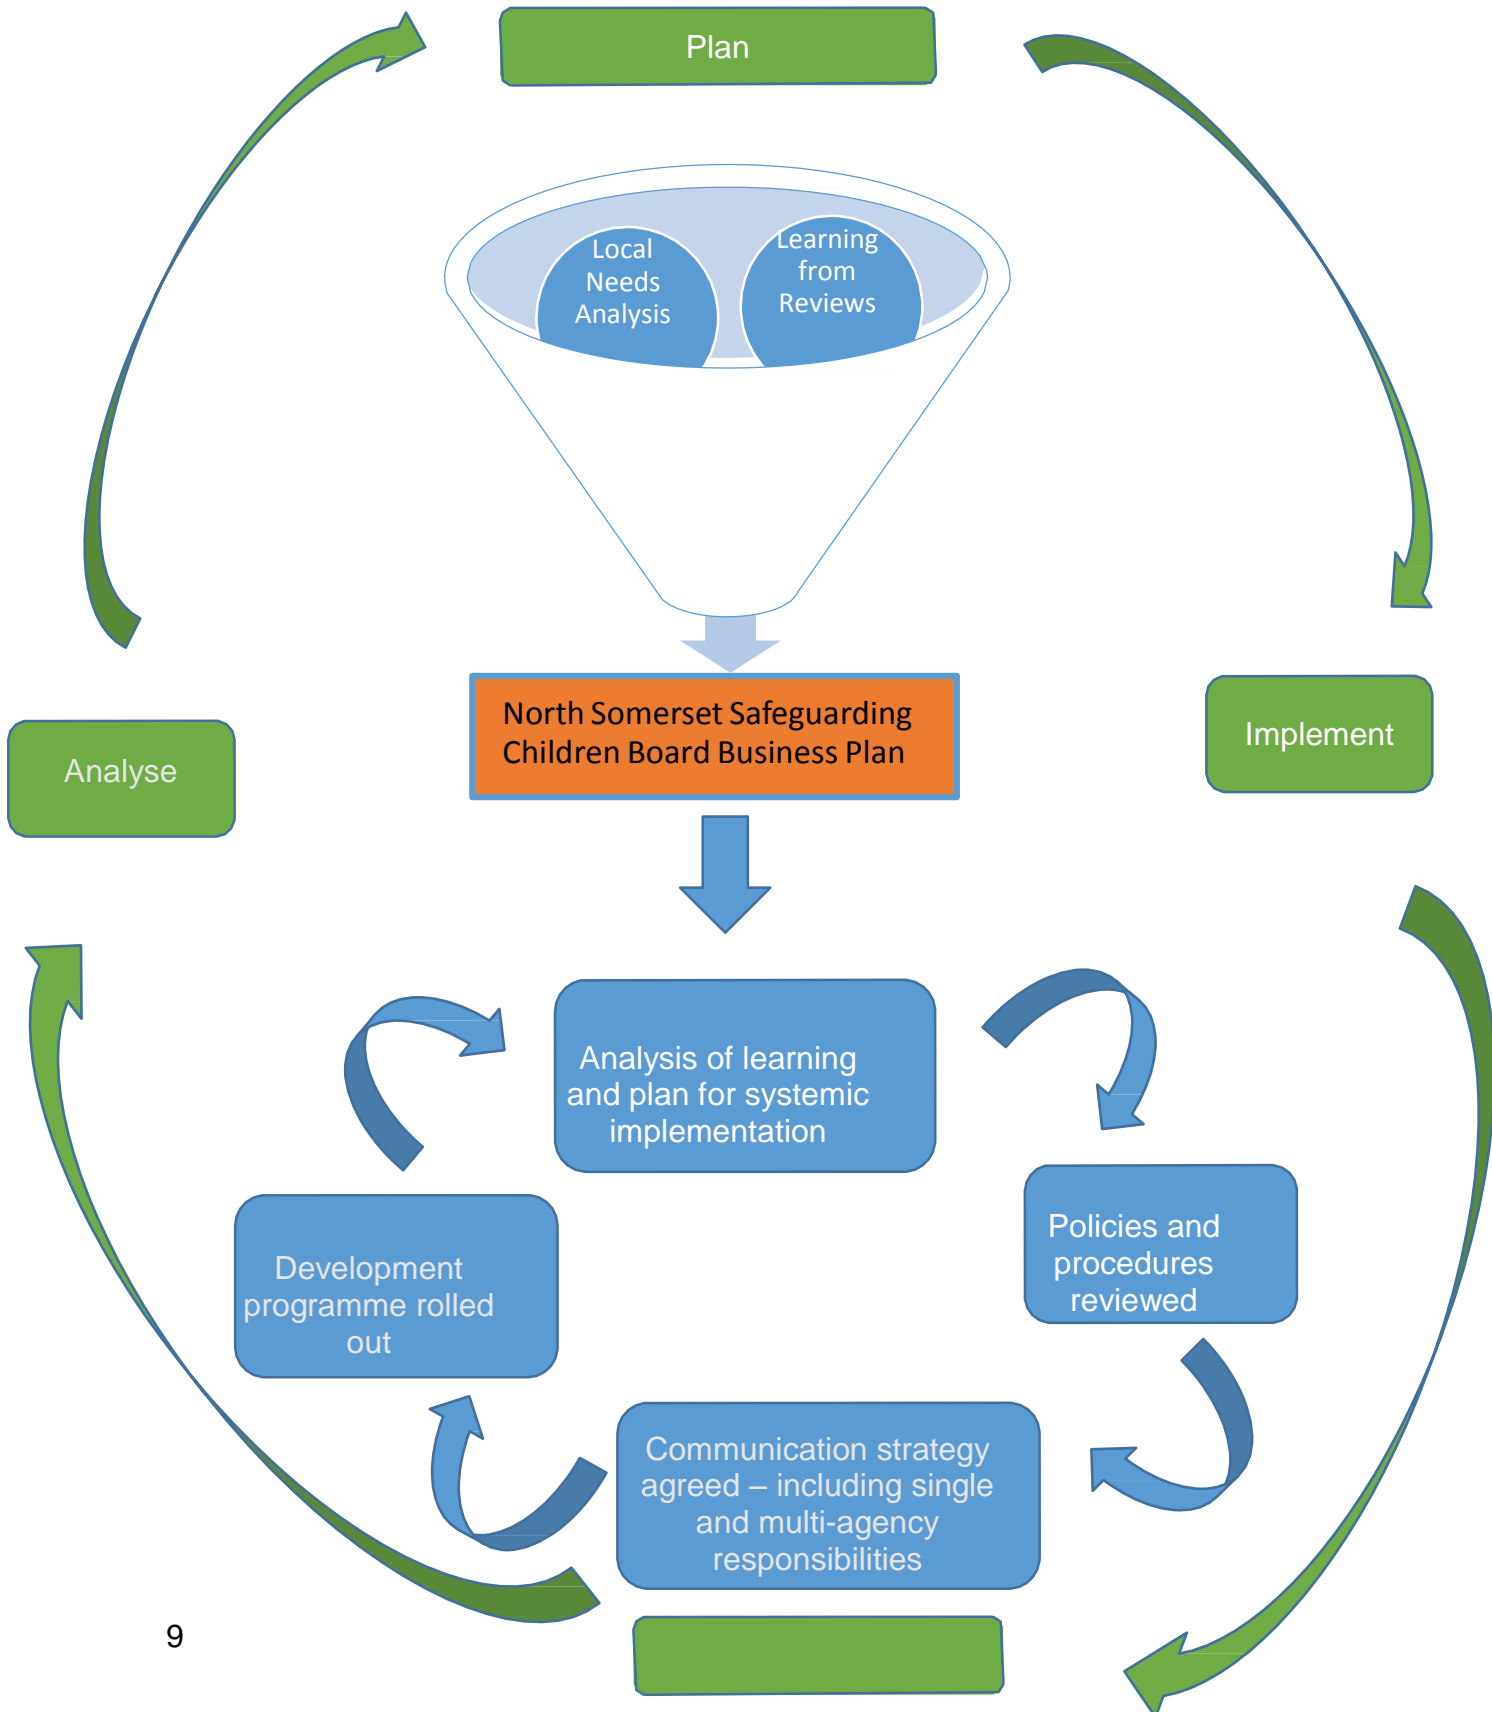 Plan
Local
Needs
Analysis
Learning
from
Reviews
North Somerset Safeguarding
Children Board Business Plan
Analyse
Implement
Analysis of learning
and plan for systemic
implementation
Policies and
procedures
reviewed
Development
programme rolled
out
Communication strategy
agreed – including single
and multi-agency
responsibilities
9